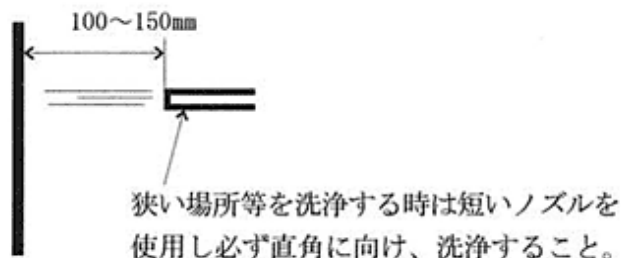 100～150㎜
狭い場所等を洗浄する時は短いノズルを
使用し必ず直角に向け、洗浄すること。